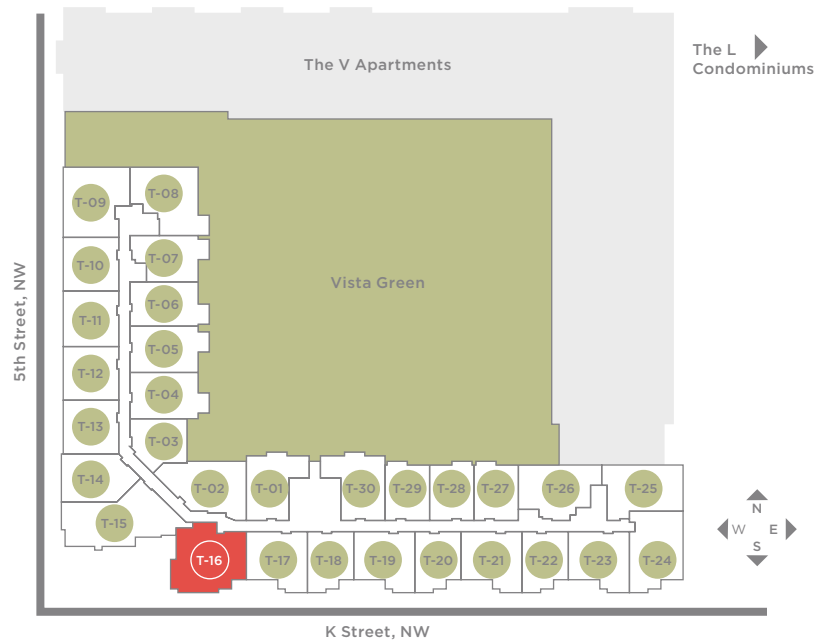 The V Apartments
The L
Condominiums
T-09
T-08
T-10
T-07
Vista Green
T-11
T-06
T-05
T-12
T-04
T-13
T-03
T-14
T-02
T-01
T-30
T-29
T-28
T-27
T-26
T-25
T-15
T-16
T-17
T-18
T-19
T-20
T-21
T-22
T-23
T-24
N
W
E
S
5th Street, NW
K Street, NW